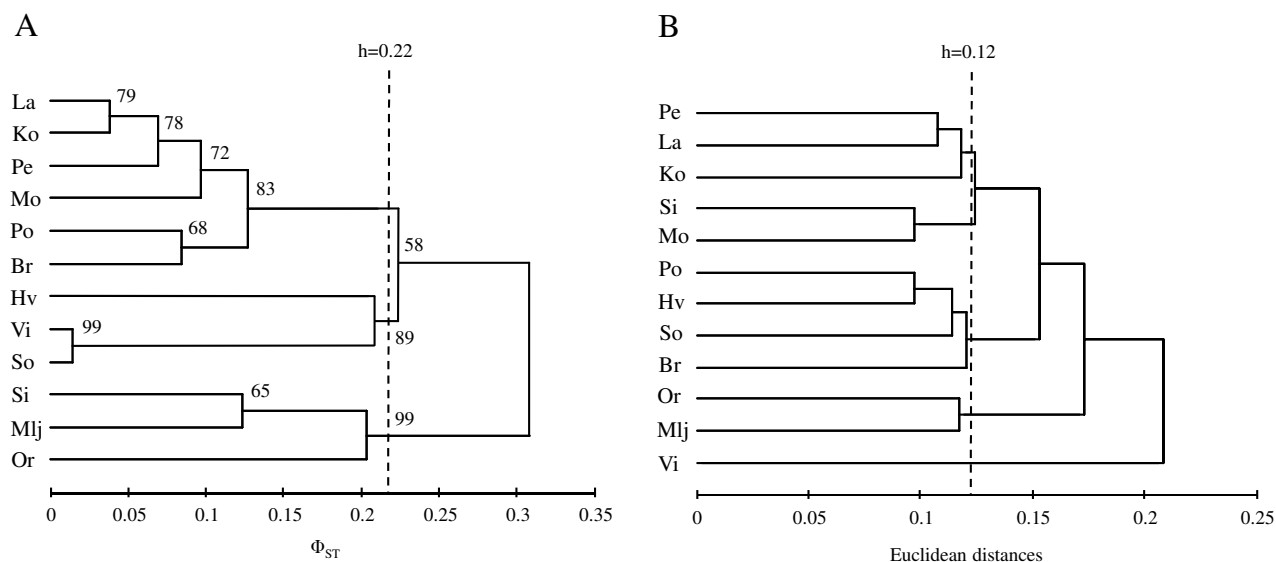 A
h=0.22
La
Ko
Pe
Mo
Po
Br
Hv
Vi
So
Si
Mlj
Or
79
78
72
83
68
58
99
89
65
99
0 0.05 0.1 0.15 0.2 0.25 0.3 0.35
Φ_ST
B
h=0.12
Pe
La
Ko
Si
Mo
Po
Hv
So
Br
Or
Mlj
Vi
0 0.05 0.1 0.15 0.2 0.25
Euclidean distances